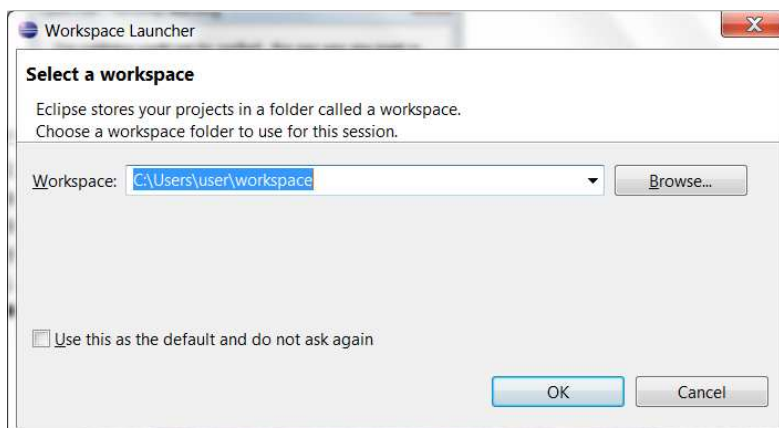 Workspace Launcher
Select a workspace
Eclipse stores your projects in a folder called a workspace.
Choose a workspace folder to use for this session.
Workspace: C:\Users\user\workspace Browse...
Use this as the default and do not ask again
OK Cancel